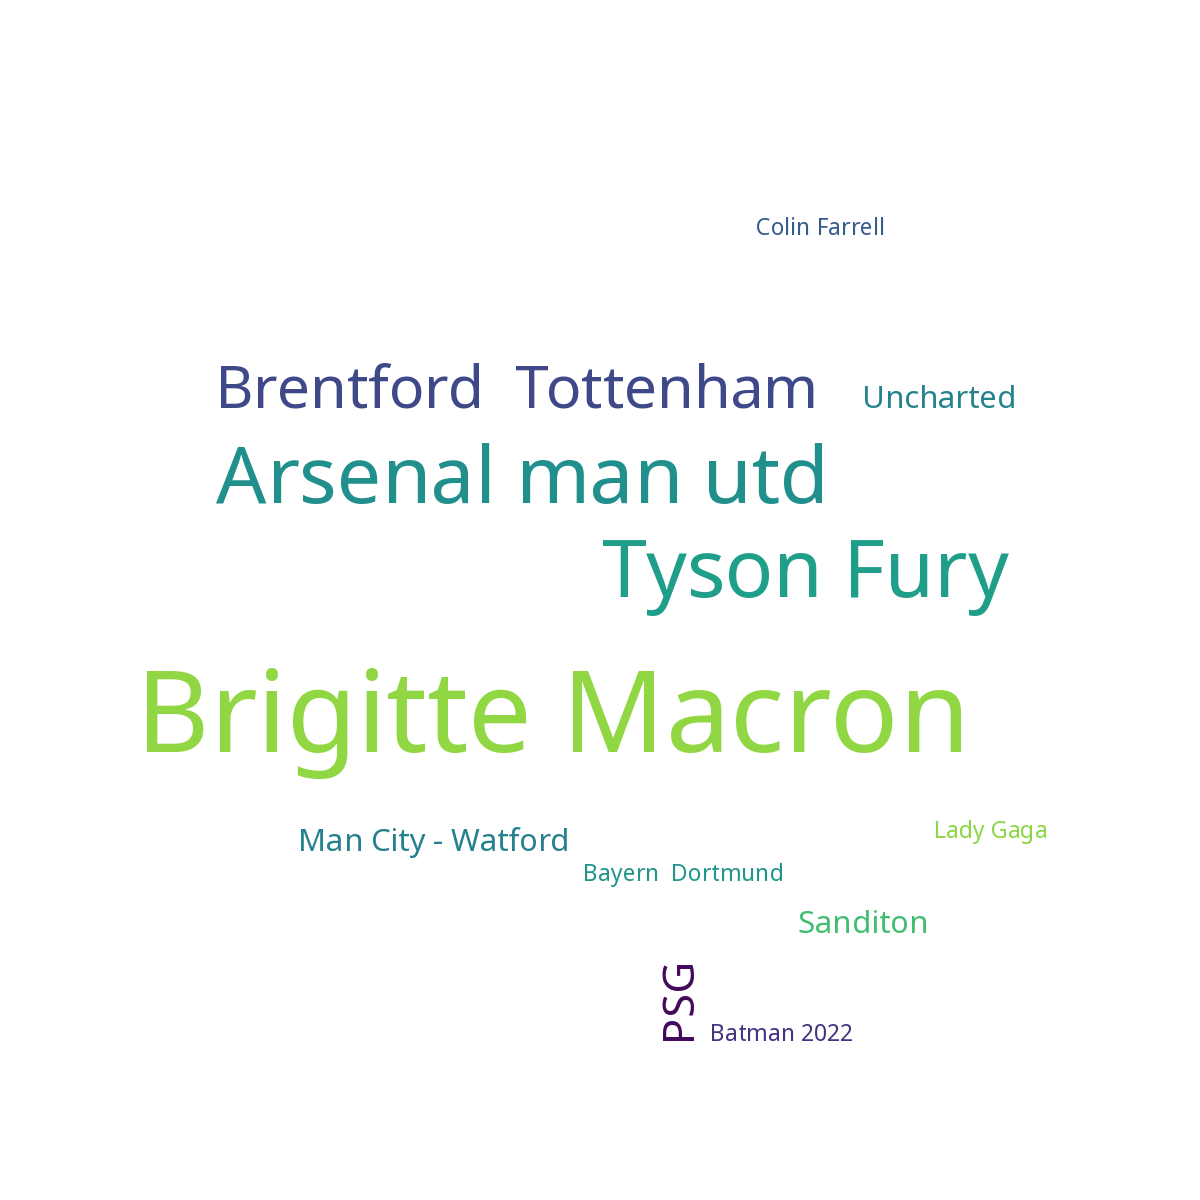 Colin Farrell
Brentford  Tottenham
Uncharted
Arsenal man utd
Tyson Fury
Brigitte Macron
Man City - Watford
Lady Gaga
Bayern  Dortmund
Sanditon
PSG
Batman 2022